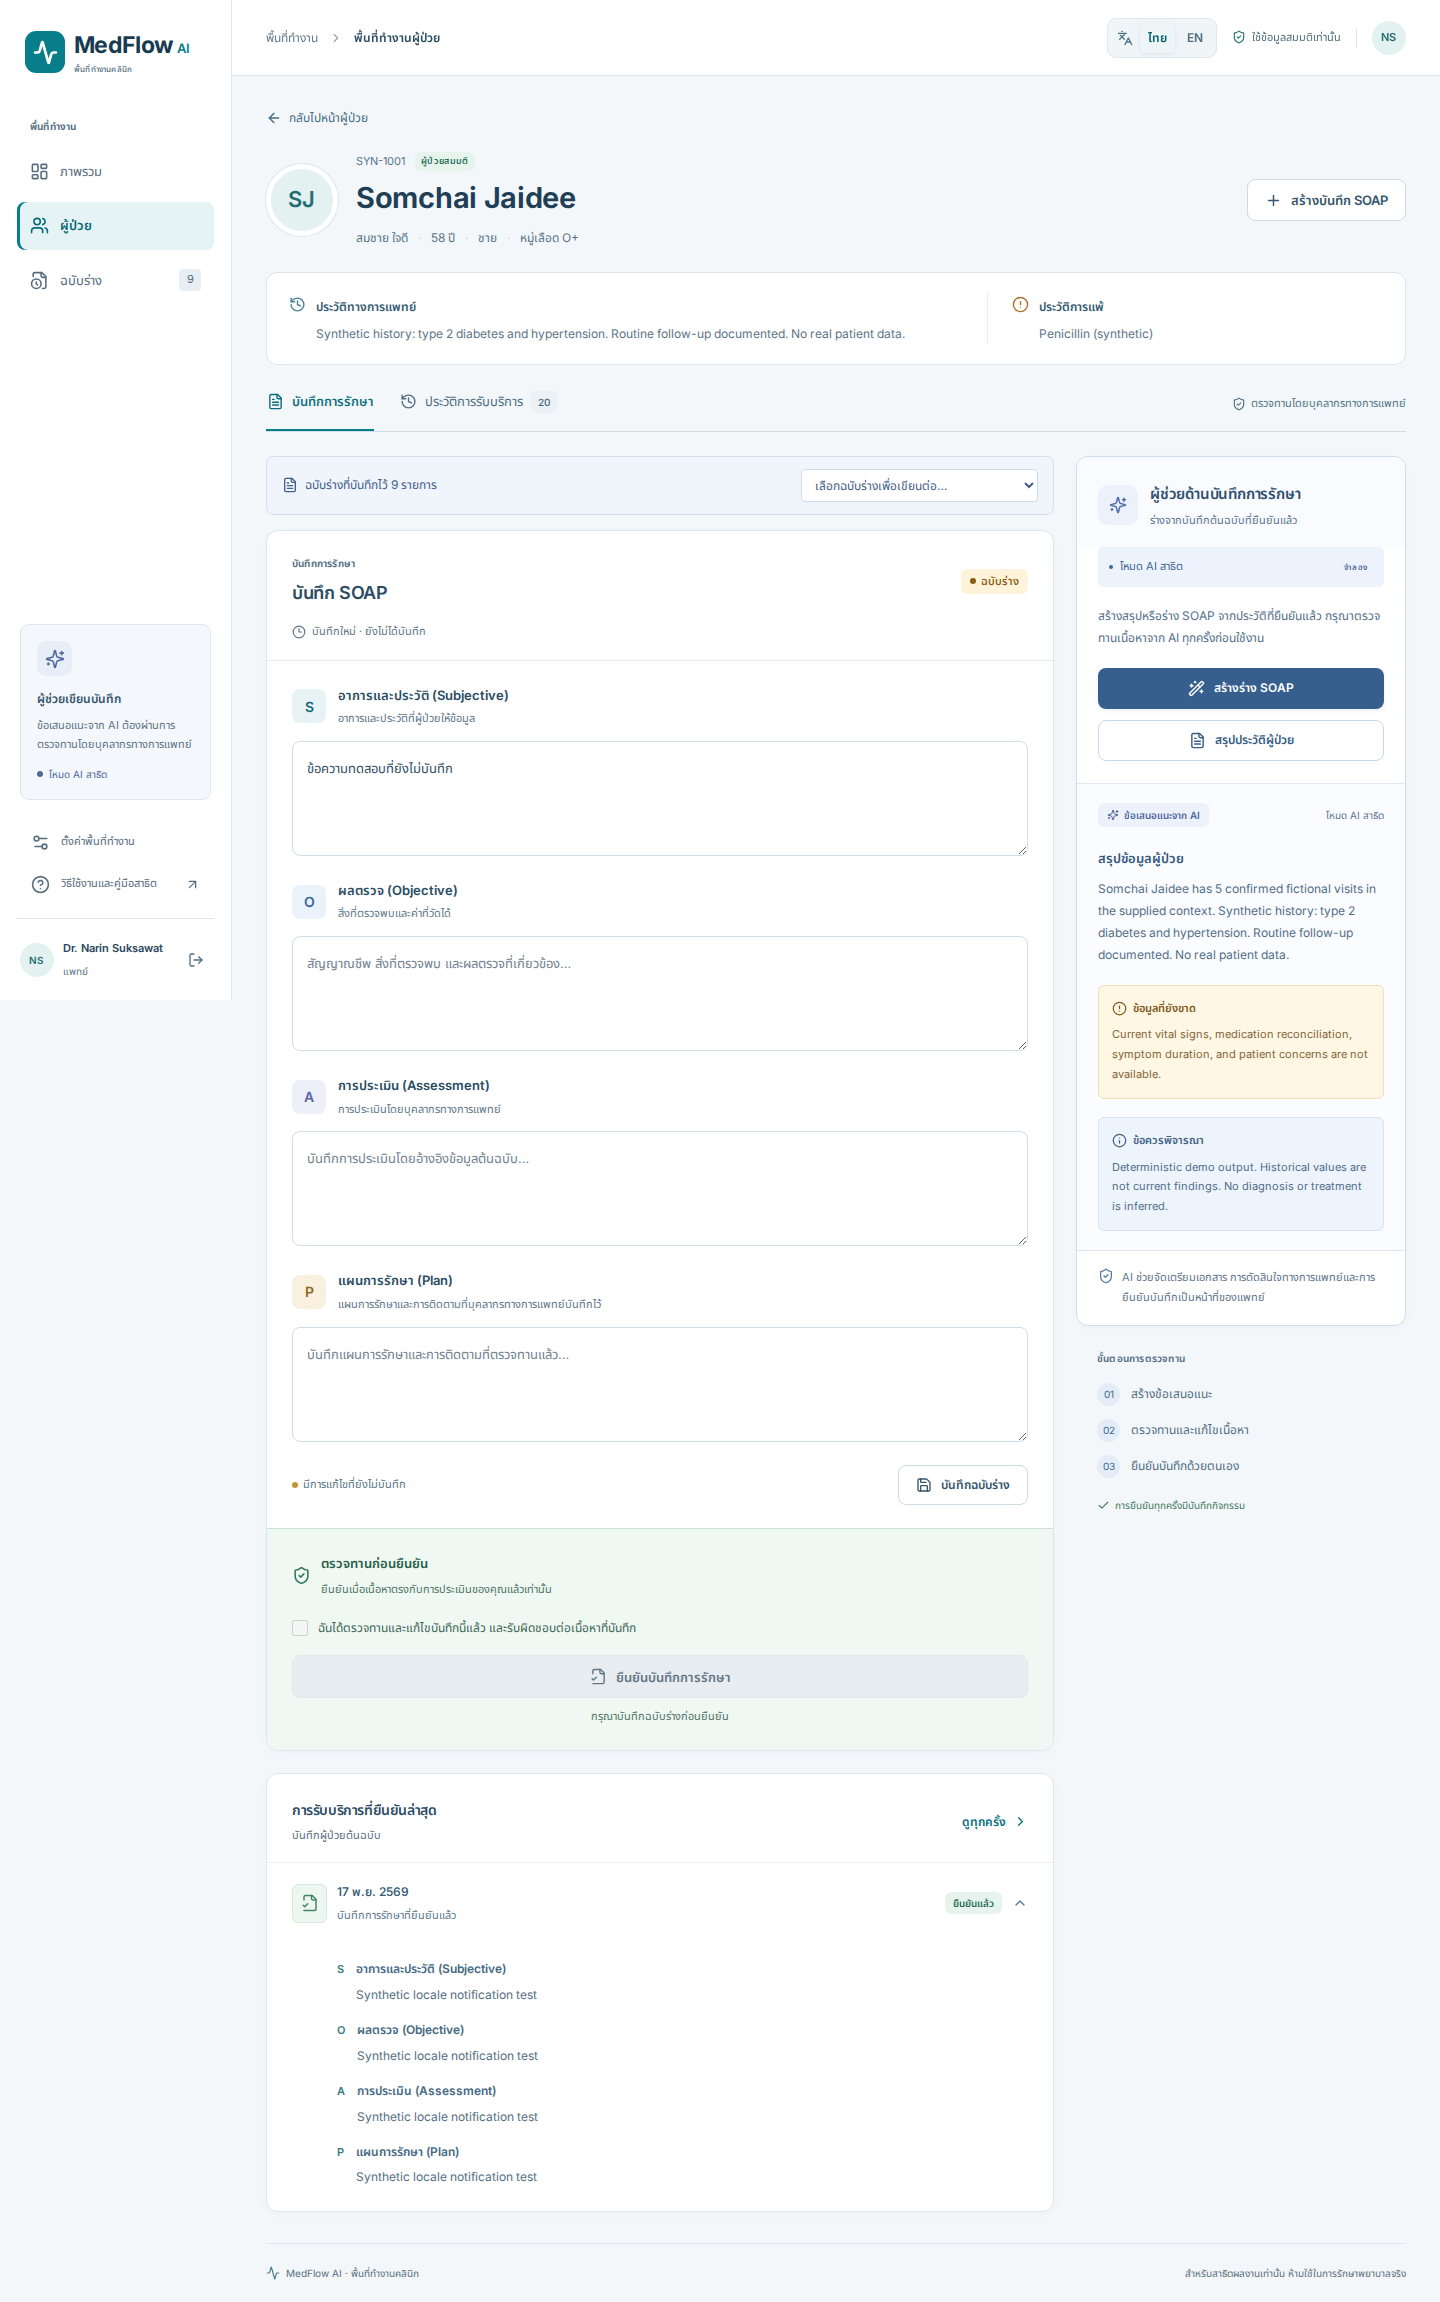 MedFlow AI
พื้นที่ทำงานคลินิก
พื้นที่ทำงาน
ภาพรวม
ผู้ป่วย
ฉบับร่าง 9
ผู้ช่วยเขียนบันทึก
ข้อเสนอแนะจาก AI ต้องผ่านการ
ตรวจทานโดยบุคลากรทางการแพทย์
โหมด AI สาธิต
ตั้งค่าพื้นที่ทำงาน
วิธีใช้งานและคู่มือสาธิต
NS Dr. Narin Suksawat
แพทย์
พื้นที่ทำงาน พื้นที่ทำงานผู้ป่วย
ไทย EN ใช้ข้อมูลสมมติเท่านั้น NS
กลับไปหน้าผู้ป่วย
SJ
SYN-1001 ผู้ป่วยสมมติ
Somchai Jaidee
สมชาย ใจดี · 58 ปี · ชาย · หมู่เลือด O+
สร้างบันทึก SOAP
ประวัติทางการแพทย์
Synthetic history: type 2 diabetes and hypertension. Routine follow-up documented. No real patient data.
ประวัติการแพ้
Penicillin (synthetic)
บันทึกการรักษา ประวัติการรับบริการ 20
ตรวจทานโดยบุคลากรทางการแพทย์
ฉบับร่างที่บันทึกไว้ 9 รายการ เลือกฉบับร่างเพื่อเขียนต่อ...
บันทึกการรักษา
บันทึก SOAP
ฉบับร่าง
บันทึกใหม่ · ยังไม่ได้บันทึก
S อาการและประวัติ (Subjective)
อาการและประวัติที่ผู้ป่วยให้ข้อมูล
ข้อความทดสอบที่ยังไม่บันทึก
O ผลตรวจ (Objective)
สิ่งที่ตรวจพบและค่าที่วัดได้
สัญญาณชีพ สิ่งที่ตรวจพบ และผลตรวจที่เกี่ยวข้อง...
A การประเมิน (Assessment)
การประเมินโดยบุคลากรทางการแพทย์
บันทึกการประเมินโดยอ้างอิงข้อมูลต้นฉบับ...
P แผนการรักษา (Plan)
แผนการรักษาและการติดตามที่บุคลากรทางการแพทย์บันทึกไว้
บันทึกแผนการรักษาและการติดตามที่ตรวจทานแล้ว...
มีการแก้ไขที่ยังไม่บันทึก บันทึกฉบับร่าง
ตรวจทานก่อนยืนยัน
ยืนยันเมื่อเนื้อหาตรงกับการประเมินของคุณแล้วเท่านั้น
ฉันได้ตรวจทานและแก้ไขบันทึกนี้แล้ว และรับผิดชอบต่อเนื้อหาที่บันทึก
ยืนยันบันทึกการรักษา
กรุณาบันทึกฉบับร่างก่อนยืนยัน
ผู้ช่วยด้านบันทึกการรักษา
ร่างจากบันทึกต้นฉบับที่ยืนยันแล้ว
โหมด AI สาธิต จำลอง
สร้างสรุปหรือร่าง SOAP จากประวัติที่ยืนยันแล้ว กรุณาตรวจ
ทานเนื้อหาจาก AI ทุกครั้งก่อนใช้งาน
สร้างร่าง SOAP
สรุปประวัติผู้ป่วย
ข้อเสนอแนะจาก AI โหมด AI สาธิต
สรุปข้อมูลผู้ป่วย
Somchai Jaidee has 5 confirmed fictional visits in
the supplied context. Synthetic history: type 2
diabetes and hypertension. Routine follow-up
documented. No real patient data.
ข้อมูลที่ยังขาด
Current vital signs, medication reconciliation,
symptom duration, and patient concerns are not
available.
ข้อควรพิจารณา
Deterministic demo output. Historical values are
not current findings. No diagnosis or treatment
is inferred.
AI ช่วยจัดเตรียมเอกสาร การตัดสินใจทางการแพทย์และการ
ยืนยันบันทึกเป็นหน้าที่ของแพทย์
ขั้นตอนการตรวจทาน
01 สร้างข้อเสนอแนะ
02 ตรวจทานและแก้ไขเนื้อหา
03 ยืนยันบันทึกด้วยตนเอง
การยืนยันทุกครั้งมีบันทึกกิจกรรม
การรับบริการที่ยืนยันล่าสุด
บันทึกผู้ป่วยต้นฉบับ
ดูทุกครั้ง
17 พ.ย. 2569
บันทึกการรักษาที่ยืนยันแล้ว
ยืนยันแล้ว
S อาการและประวัติ (Subjective)
Synthetic locale notification test
O ผลตรวจ (Objective)
Synthetic locale notification test
A การประเมิน (Assessment)
Synthetic locale notification test
P แผนการรักษา (Plan)
Synthetic locale notification test
MedFlow AI · พื้นที่ทำงานคลินิก
สำหรับสาธิตผลงานเท่านั้น ห้ามใช้ในการรักษาพยาบาลจริง